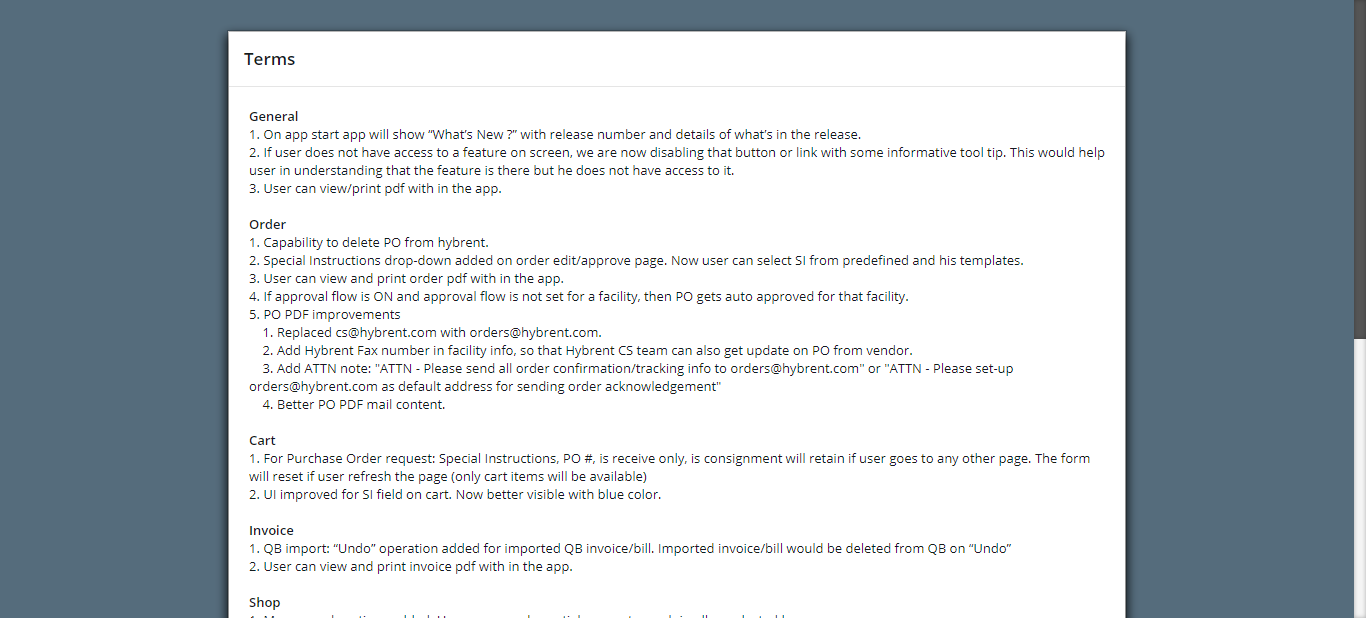 Terms
General
1. On app start app will show “What’s New ?” with release number and details of what’s in the release.
2. If user does not have access to a feature on screen, we are now disabling that button or link with some informative tool tip. This would help
user in understanding that the feature is there but he does not have access to it.
3. User can view/print pdf with in the app.
Order
1. Capability to delete PO from hybrent.
2. Special Instructions drop-down added on order edit/approve page. Now user can select SI from predefined and his templates.
3. User can view and print order pdf with in the app.
4. If approval flow is ON and approval flow is not set for a facility, then PO gets auto approved for that facility.
5. PO PDF improvements
1. Replaced cs@hybrent.com with orders@hybrent.com.
2. Add Hybrent Fax number in facility info, so that Hybrent CS team can also get update on PO from vendor.
3. Add ATTN note: "ATTN - Please send all order confirmation/tracking info to orders@hybrent.com" or "ATTN - Please set-up
orders@hybrent.com as default address for sending order acknowledgement"
4. Better PO PDF mail content.
Cart
1. For Purchase Order request: Special Instructions, PO #, is receive only, is consignment will retain if user goes to any other page. The form
will reset if user refresh the page (only cart items will be available)
2. UI improved for SI field on cart. Now better visible with blue color.
Invoice
1. QB import: “Undo” operation added for imported QB invoice/bill. Imported invoice/bill would be deleted from QB on “Undo”
2. User can view and print invoice pdf with in the app.
Shop